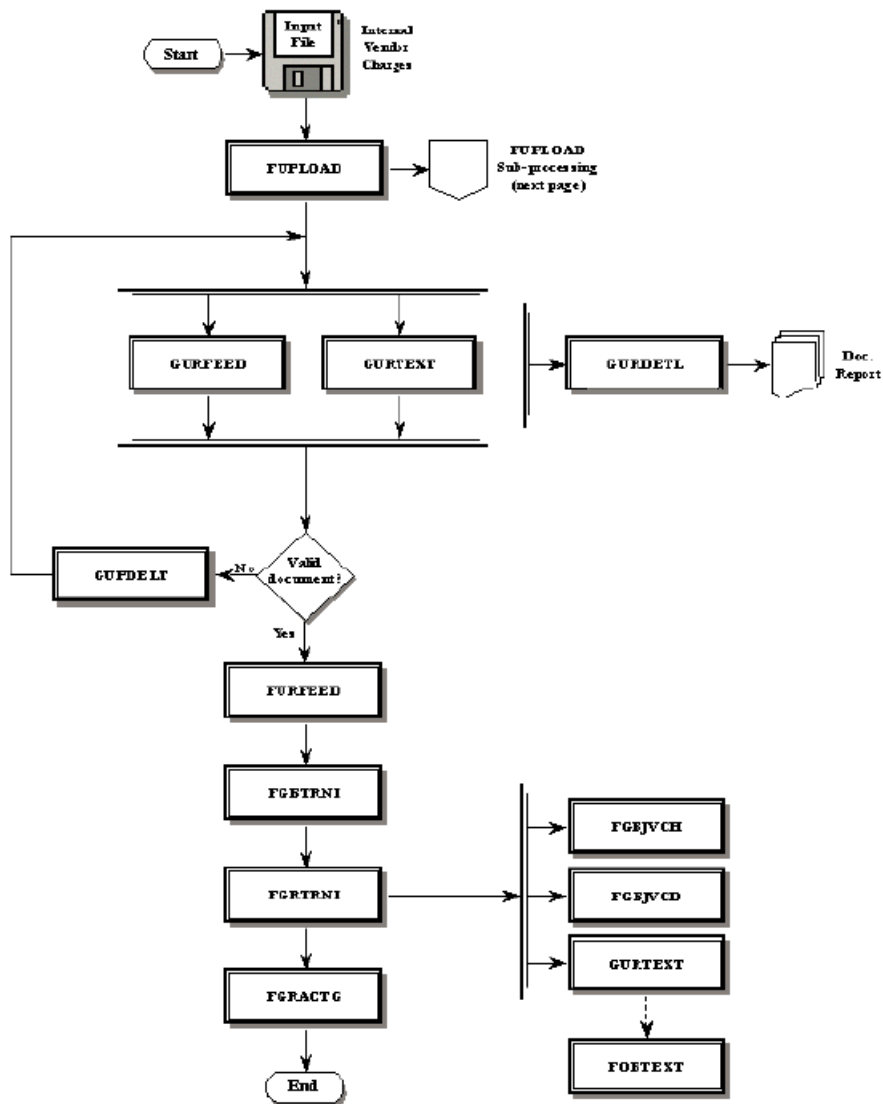 Start
Input
File
Internal
Vendor
Charges
FUPLOAD
FUPLOAD
Sub-processing
(next page)
GURFEED
GURTEXT
GURDETL
Doc.
Report
GUPDELT
No
Valid
document?
Yes
FURFEED
FGBTRNI
FGRTRNI
FGBJVCH
FGBJVCD
GURTEXT
FGRACTG
FOBTEXT
End